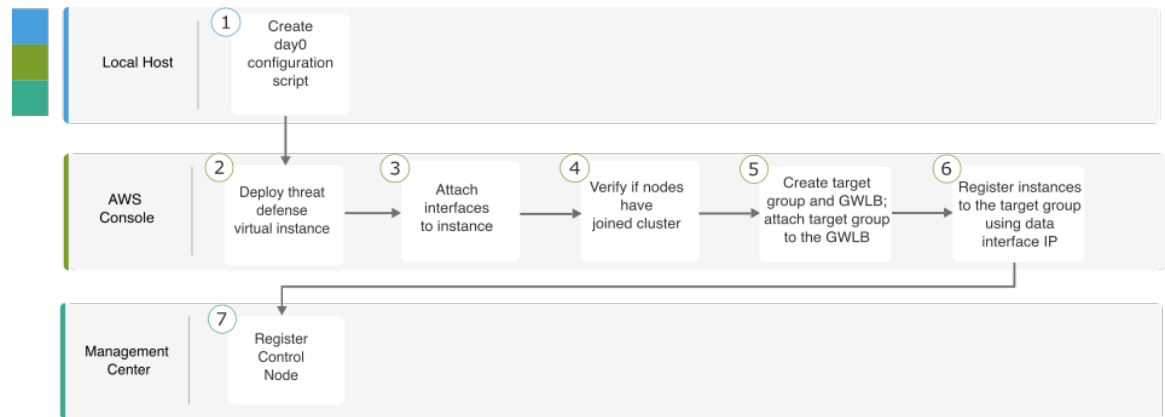 1
Create
day0
configuration
script
Local Host
2
Deploy threat
defense
virtual instance
3
Attach
interfaces
to instance
4
Verify if nodes
have
joined cluster
5
Create target
group and GWLB;
attach target group
to the GWLB
6
Register instances
to the target group
using data
interface IP
AWS
Console
7
Register
Control
Node
Management
Center